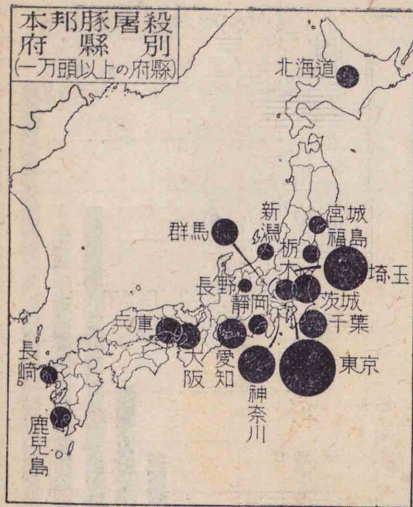 本邦豚屠殺
府縣別
(一万頭以上の府縣)
北海道
宮城
福島
新潟
群馬
栃木
埼玉
長野
静岡
茨城
千葉
兵庫
大阪
愛知
神奈川
東京
長崎
鹿児島